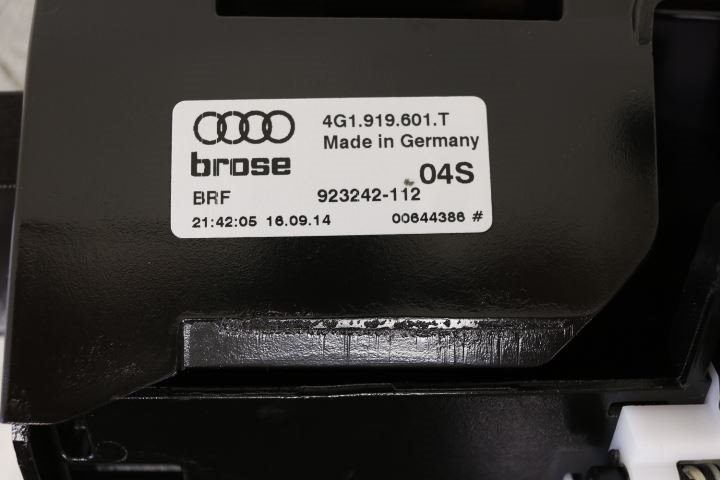 4G1.919.601.T
Made in Germany
brose
04S
BRF 923242-112
21:42:05 16.09.14 00644386 #